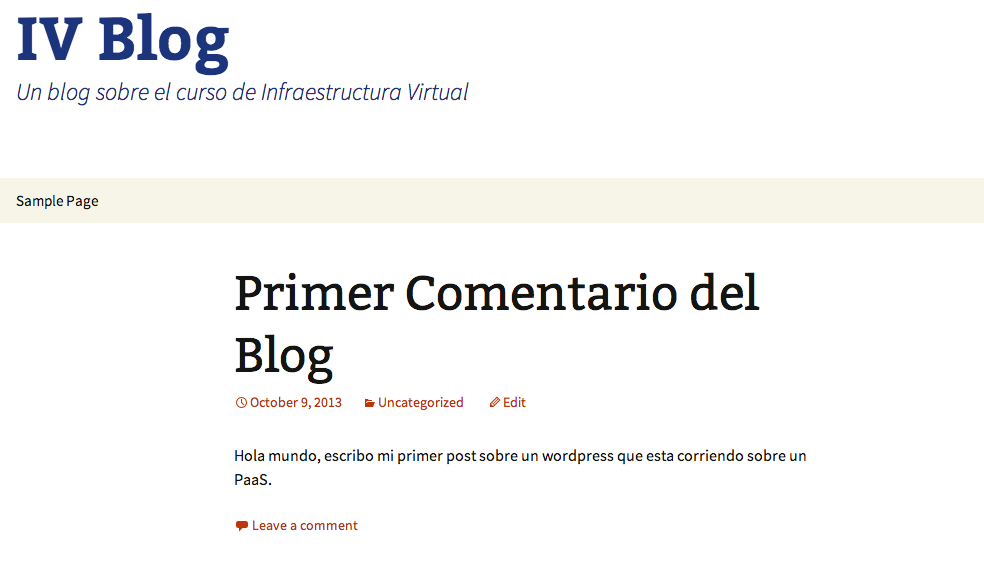 IV Blog
Un blog sobre el curso de Infraestructura Virtual
Sample Page
Primer Comentario del
Blog
October 9, 2013 Uncategorized Edit
Hola mundo, escribo mi primer post sobre un wordpress que esta corriendo sobre un
PaaS.
Leave a comment